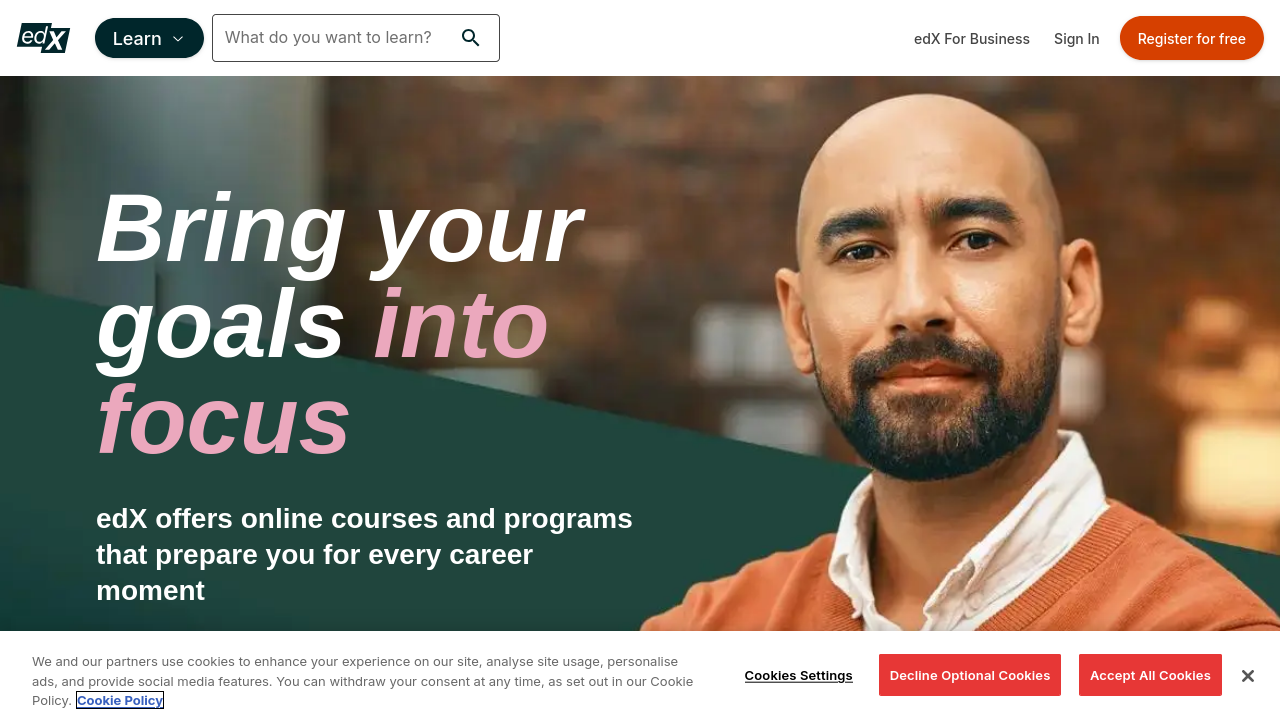 edX
Learn
What do you want to learn?
edX For Business
Sign In
Register for free
Bring your
goals into
focus
edX offers online courses and programs
that prepare you for every career
moment
We and our partners use cookies to enhance your experience on our site, analyse site usage, personalise
ads, and provide social media features. You can withdraw your consent at any time, as set out in our Cookie
Policy. Cookie Policy
Cookies Settings
Decline Optional Cookies
Accept All Cookies